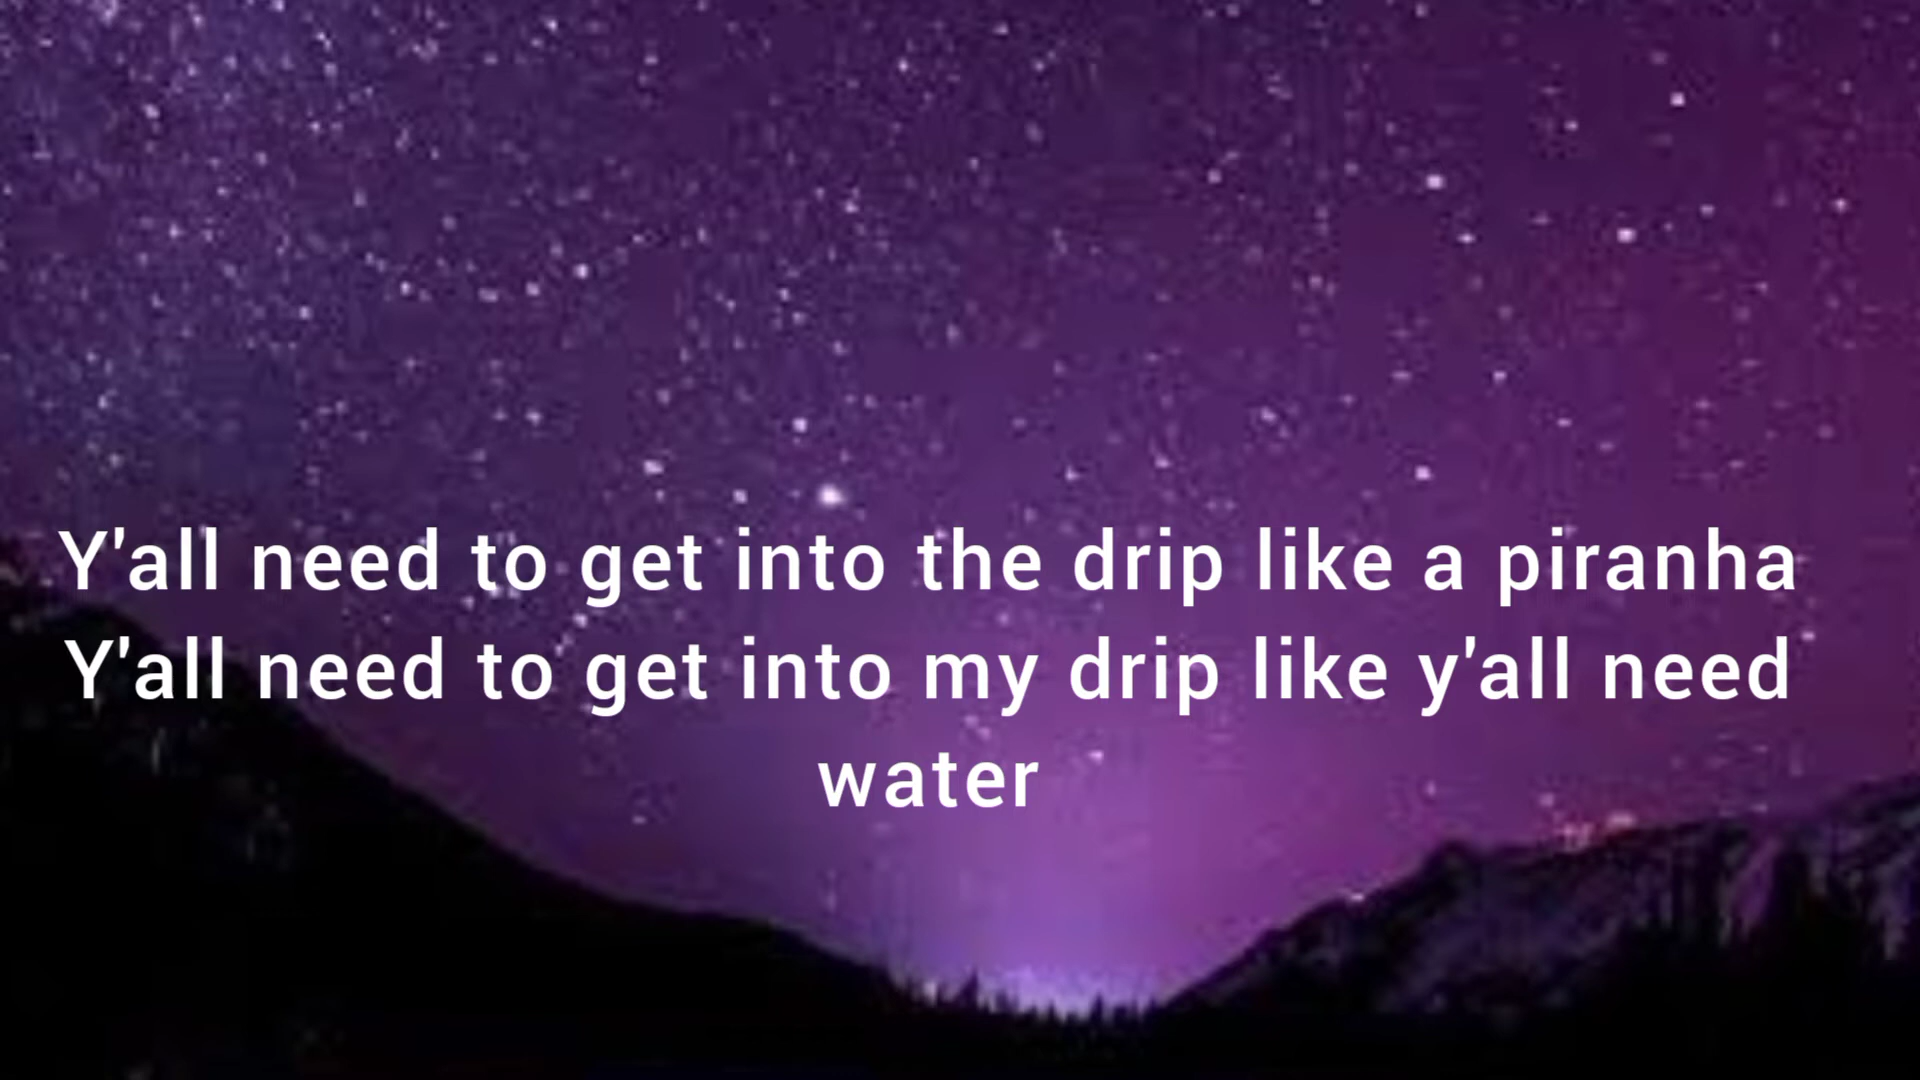 Y'all need to get into the drip like a piranha
Y'all need to get into my drip like y'all need
water